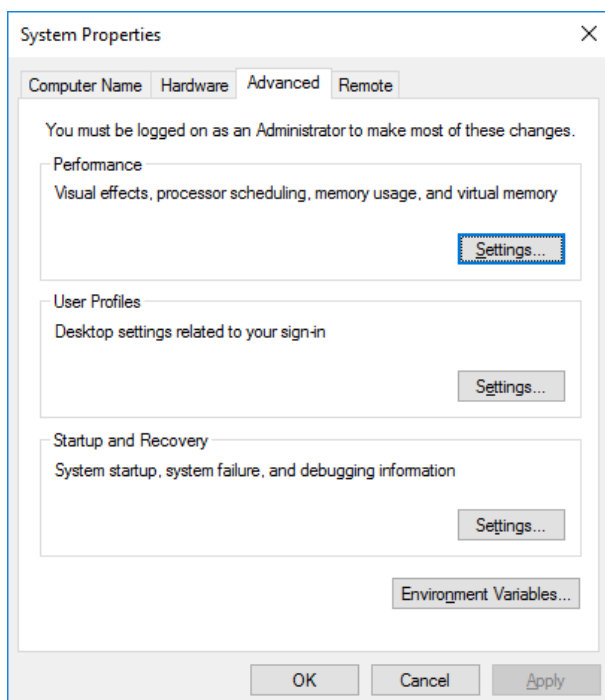 System Properties
Computer Name
Hardware
Advanced
Remote
You must be logged on as an Administrator to make most of these changes.
Performance
Visual effects, processor scheduling, memory usage, and virtual memory
Settings...
User Profiles
Desktop settings related to your sign-in
Settings...
Startup and Recovery
System startup, system failure, and debugging information
Settings...
Environment Variables...
OK
Cancel
Apply